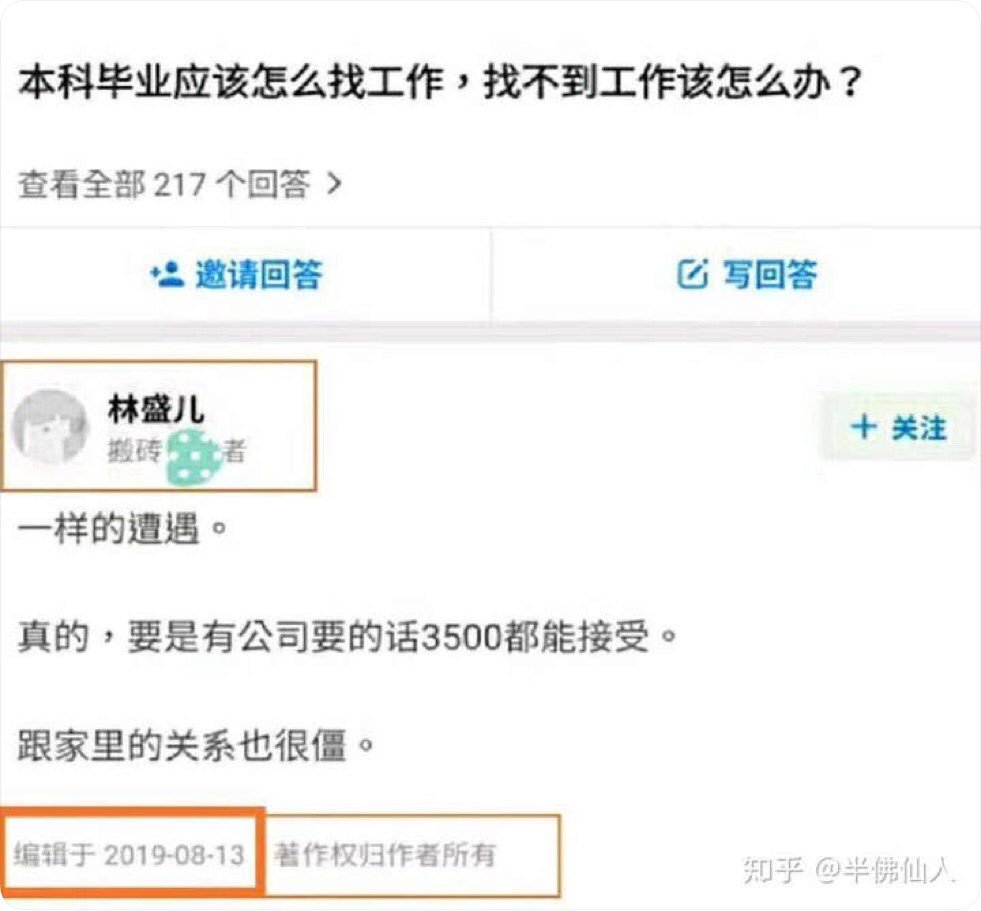 本科毕业应该怎么找工作，找不到工作该怎么办？
查看全部 217 个回答
邀请回答
写回答
林盛儿
搬砖 者
+ 关注
一样的遭遇。
真的，要是有公司要的话3500都能接受。
跟家里的关系也很僵。
编辑于 2019-08-13
著作权归作者所有
知乎 @半佛仙人